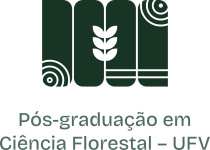 Pós-graduação em
Ciência Florestal – UFV